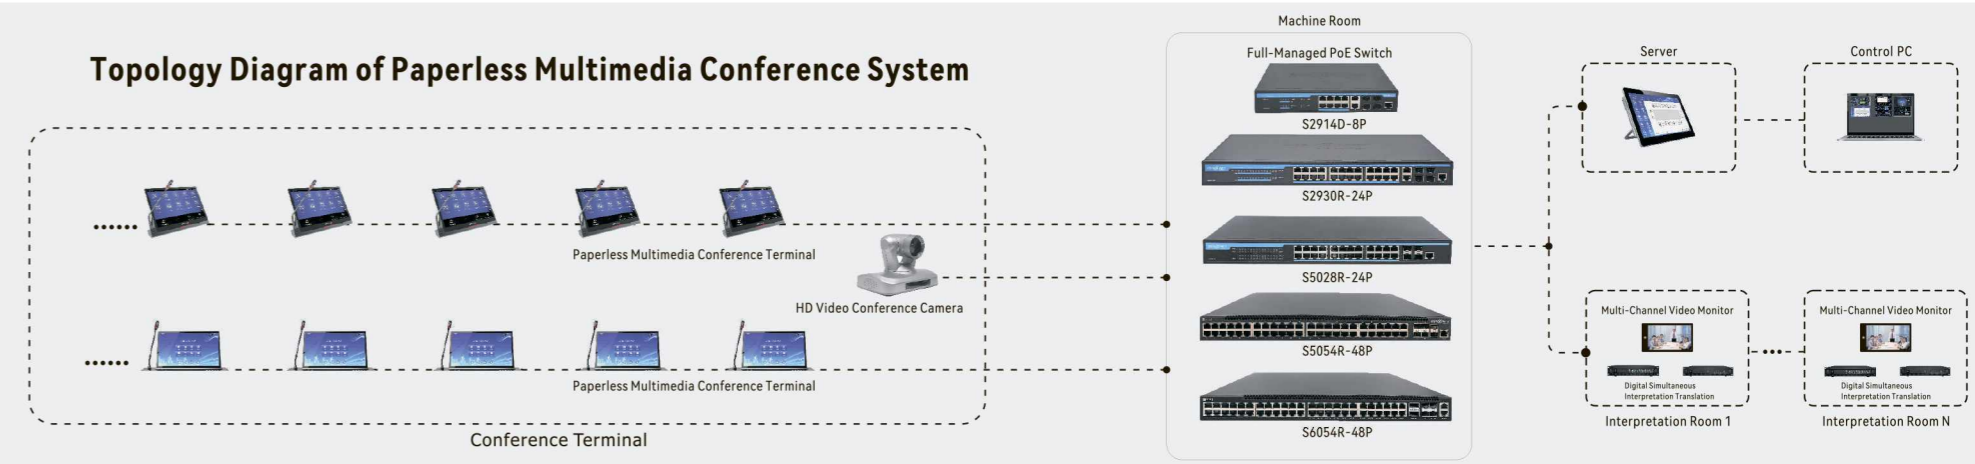 Topology Diagram of Paperless Multimedia Conference System
Paperless Multimedia Conference Terminal
HD Video Conference Camera
Paperless Multimedia Conference Terminal
Conference Terminal
Machine Room
Full-Managed PoE Switch
S2914D-8P
S2930R-24P
S5028R-24P
S5054R-48P
S6054R-48P
Server
Control PC
Multi-Channel Video Monitor
Digital Simultaneous
Interpretation Translation
Interpretation Room 1
Multi-Channel Video Monitor
Digital Simultaneous
Interpretation Translation
Interpretation Room N